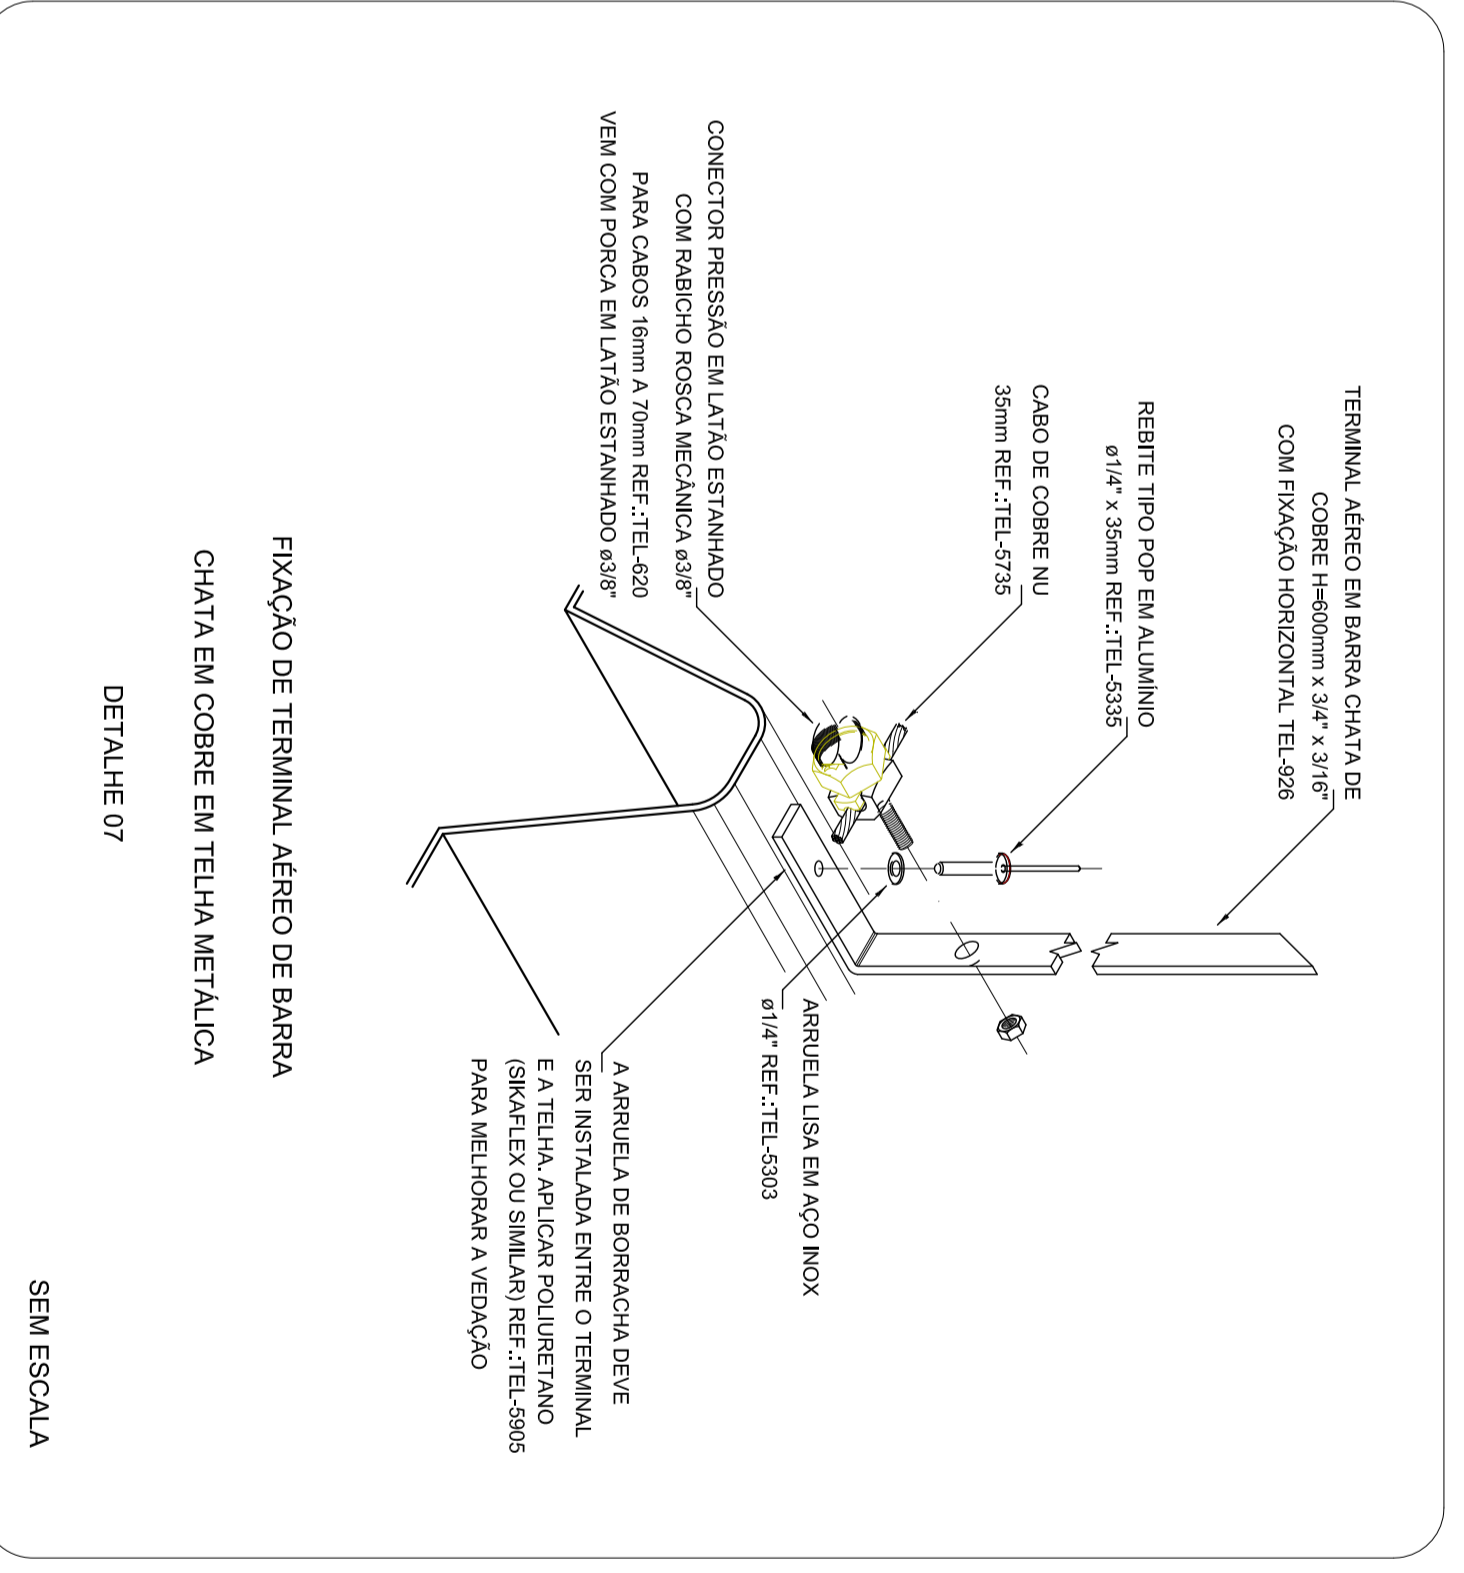 TERMINAL AÉREO EM BARRA CHATA DE
COBRE H=600mm x 3/4" x 3/16"
COM FIXAÇÃO HORIZONTAL TEL-926
REBITE TIPO POP EM ALUMÍNIO
ø1/4" x 35mm REF.:TEL-5335
CABO DE COBRE NU
35mm REF.:TEL-5735
CONECTOR PRESSÃO EM LATÃO ESTANHADO
COM RABICHO ROSCA MECÂNICA ø3/8"
PARA CABOS 16mm A 70mm REF.:TEL-620
VEM COM PORCA EM LATÃO ESTANHADO ø3/8"
ARRUELA LISA EM AÇO INOX
ø1/4" REF.:TEL-5303
A ARRUELA DE BORRACHA DEVE
SER INSTALADA ENTRE O TERMINAL
E A TELHA. APLICAR POLIURETANO
(SIKAFLEX OU SIMILAR) REF.:TEL-5905
PARA MELHORAR A VEDAÇÃO
FIXAÇÃO DE TERMINAL AÉREO DE BARRA
CHATA EM COBRE EM TELHA METÁLICA
DETALHE 07
SEM ESCALA